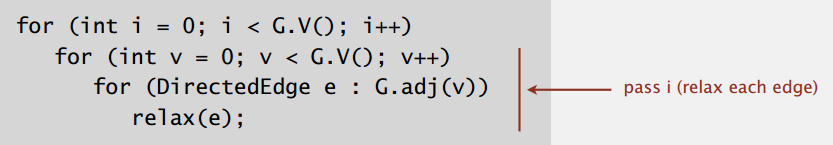 for (int i = 0; i < G.V(); i++)
for (int v = 0; v < G.V(); v++)
for (DirectedEdge e : G.adj(v))
relax(e);
pass i (relax each edge)